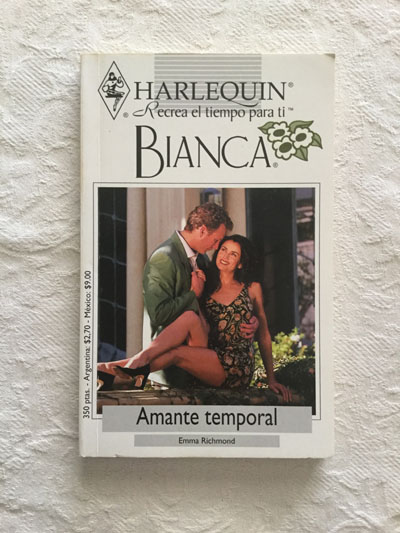 HARLEQUIN®
® Recrea el tiempo para ti™
BIANCA®
350 ptas. - Argentina: $2,70 - México: $9.00
Amante temporal
Emma Richmond